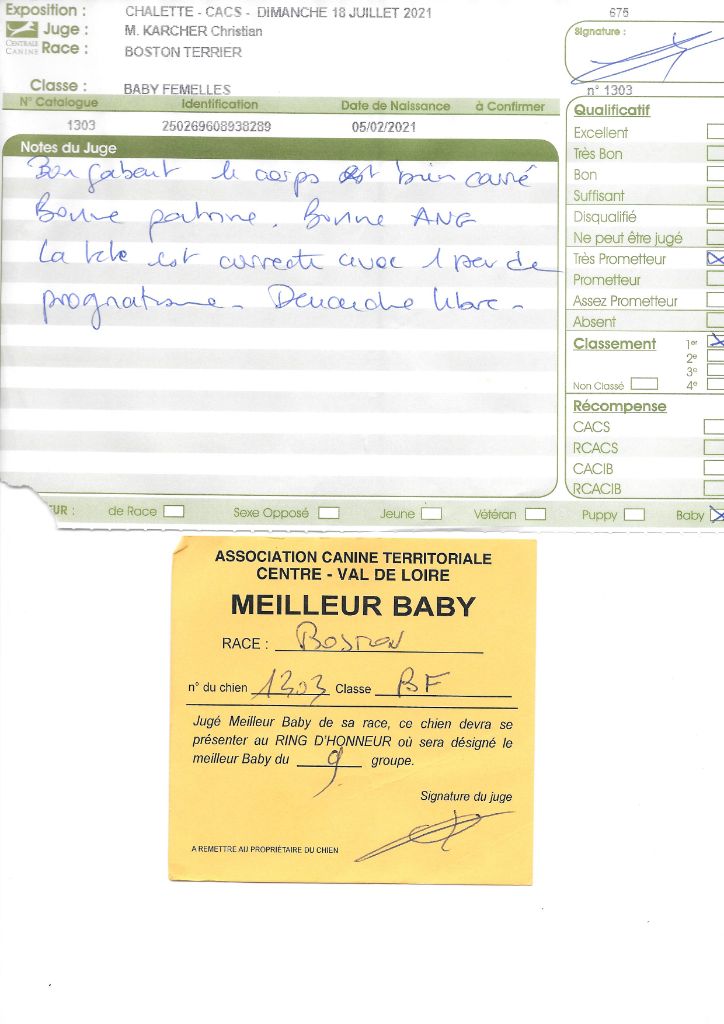 Exposition : CHALETTE - CACS - DIMANCHE 18 JUILLET 2021 675
Juge : M. KARCHER Christian Signature :
CENTRALE CANINE Race : BOSTON TERRIER
Classe : BABY FEMELLES n° 1303
N° Catalogue Identification Date de Naissance à Confirmer
1303 250269608938289 05/02/2021
Notes du Juge
Bon gabarit le corps est bien carré
Bonne poitrine. Bonne ANG
La tete est correcte avec 1 peu de
prognatisme - Demarche libre -
Qualificatif
Excellent
Très Bon
Bon
Suffisant
Disqualifié
Ne peut être jugé
Très Prometteur
Prometteur
Assez Prometteur
Absent
Classement 1er
2e
3e
Non Classé 4e
Récompense
CACS
RCACS
CACIB
RCACIB
UR : de Race Sexe Opposé Jeune Vétéran Puppy Baby
ASSOCIATION CANINE TERRITORIALE
CENTRE - VAL DE LOIRE
MEILLEUR BABY
RACE : Boston
n° du chien 1303 Classe BF
Jugé Meilleur Baby de sa race, ce chien devra se
présenter au RING D'HONNEUR où sera désigné le
meilleur Baby du 9 groupe.
Signature du juge
A REMETTRE AU PROPRIÉTAIRE DU CHIEN